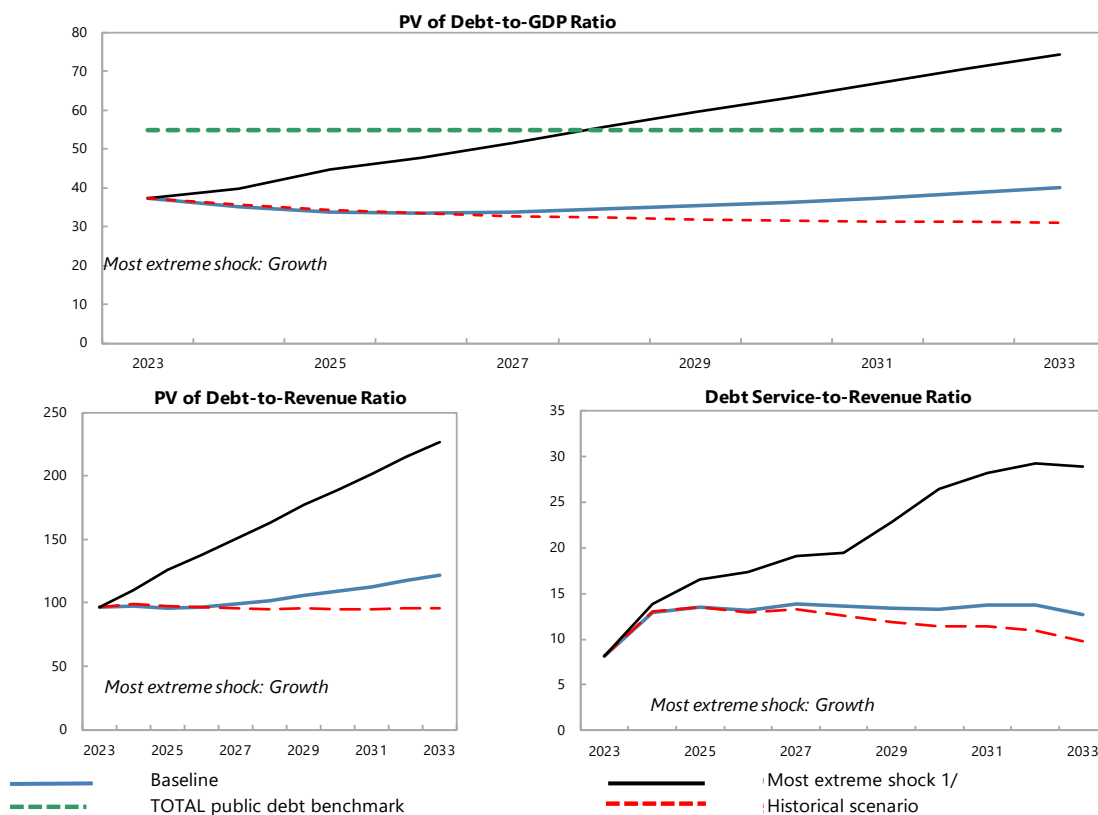 PV of Debt-to-GDP Ratio
80
70
60
50
40
30
20
10
0
Most extreme shock: Growth
2023 2025 2027 2029 2031 2033
PV of Debt-to-Revenue Ratio
250
200
150
100
50
0
Most extreme shock: Growth
2023 2025 2027 2029 2031 2033
Debt Service-to-Revenue Ratio
35
30
25
20
15
10
5
0
Most extreme shock: Growth
2023 2025 2027 2029 2031 2033
Baseline
Most extreme shock 1/
TOTAL public debt benchmark
Historical scenario